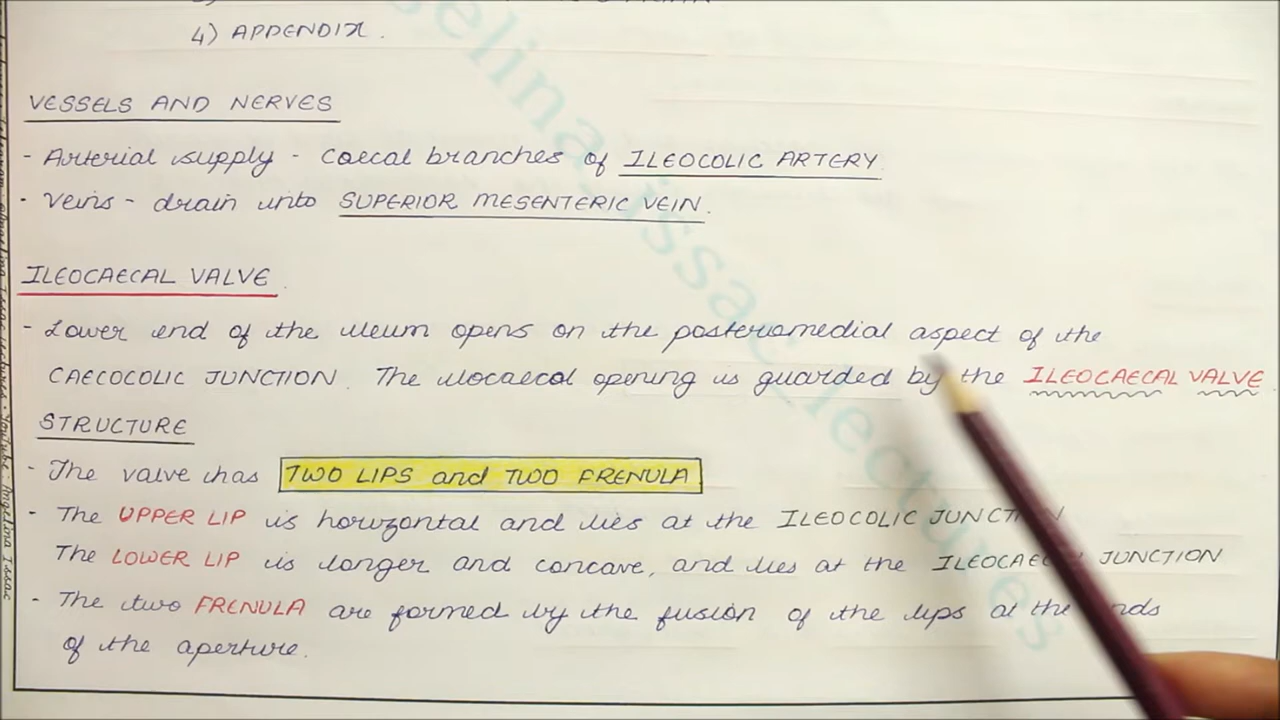 4) APPENDIX.
VESSELS AND NERVES
- Arterial supply - Caecal branches of ILEOCOLIC ARTERY.
- Veins - drain into SUPERIOR MESENTERIC VEIN.
ILEOCAECAL VALVE
- Lower end of the ileum opens on the posteriomedial aspect of the
CAECOCOLIC JUNCTION. The ilocaecal opening is guarded by the ILEOCAECAL VALVE.
STRUCTURE
- The valve has TWO LIPS and TWO FRENULA
- The UPPER LIP is horizontal and lies at the ILEOCOLIC JUNCTION
The LOWER LIP is longer and concave, and lies at the JUNCTION
- The two FRENULA are formed by the fusion of the lips at the
of the aperture.
selina_issac_lectures